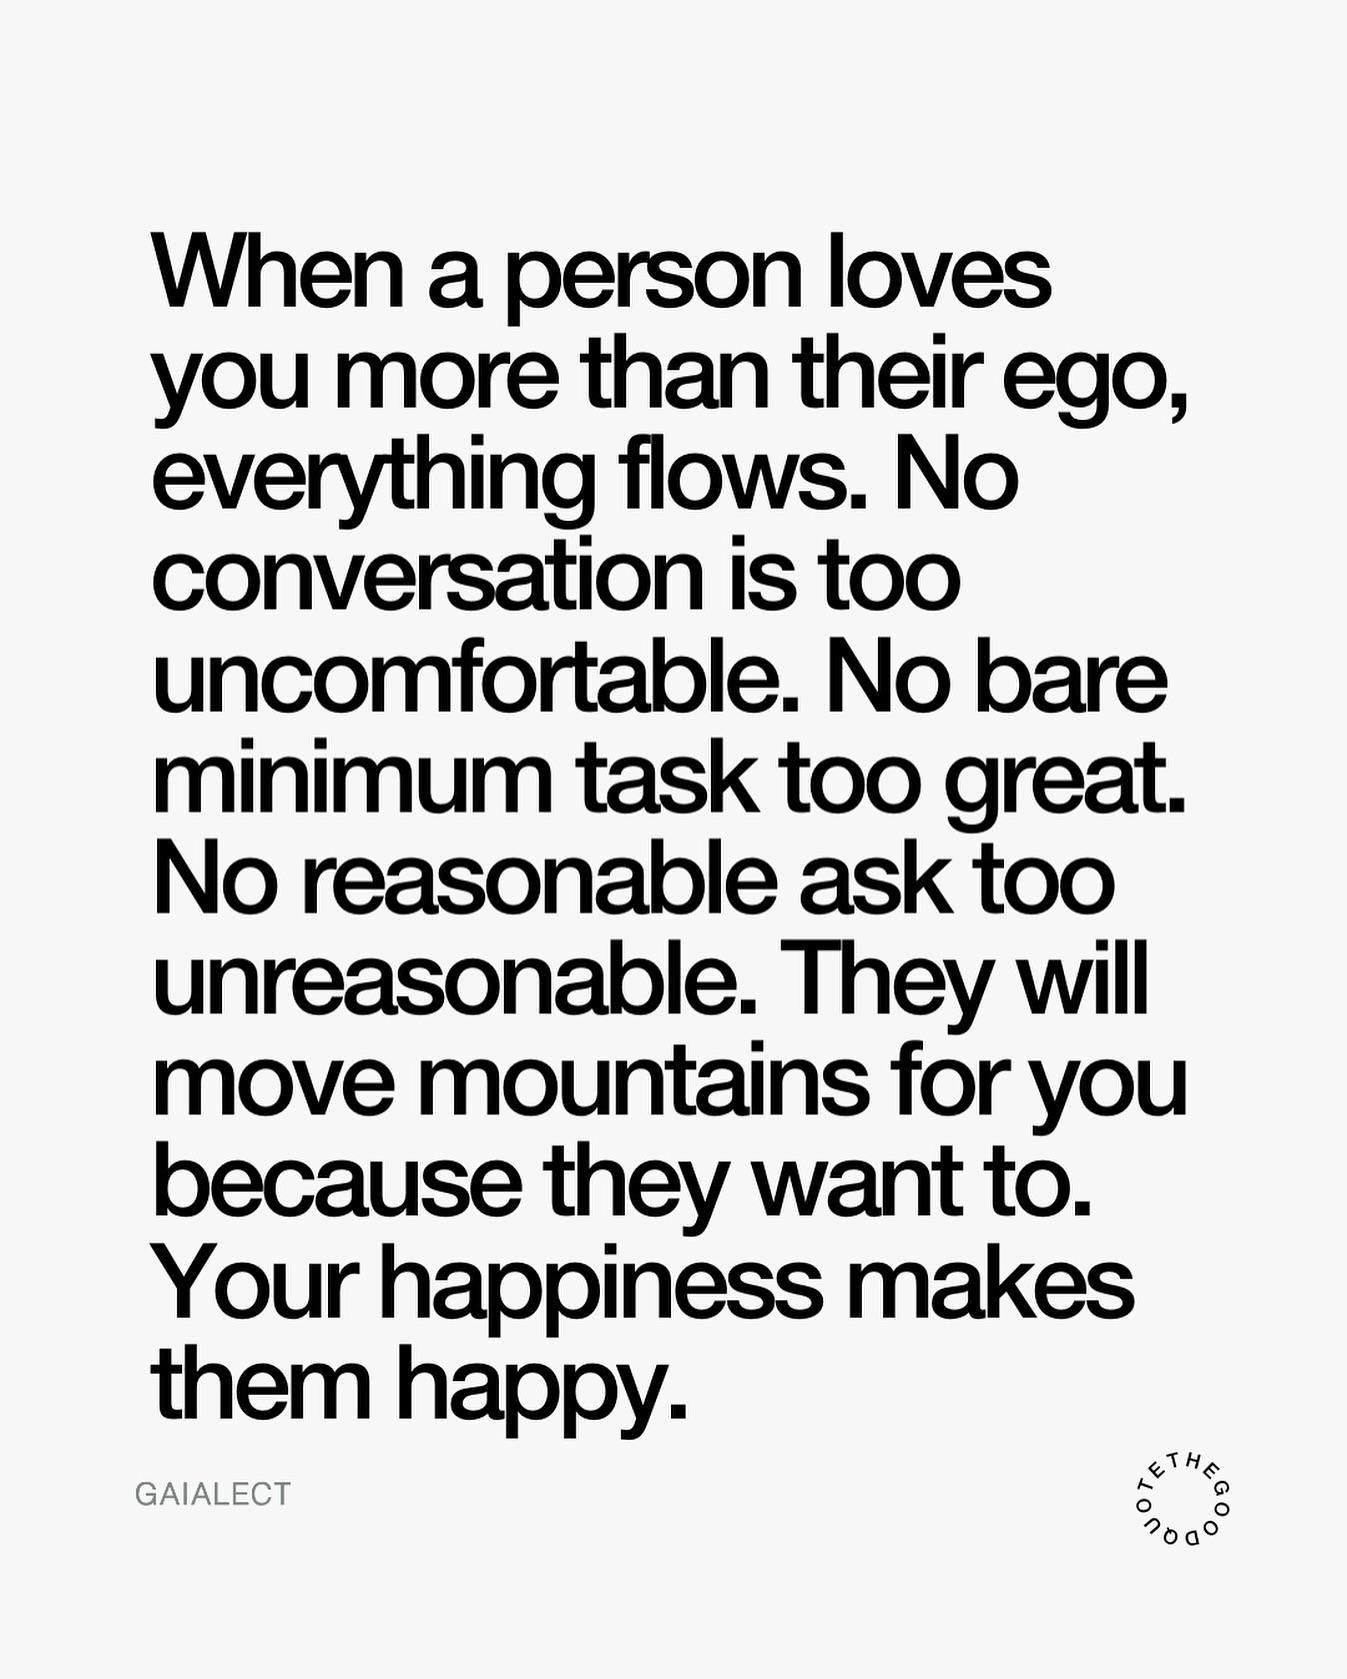 When a person loves
you more than their ego,
everything flows. No
conversation is too
uncomfortable. No bare
minimum task too great.
No reasonable ask too
unreasonable. They will
move mountains for you
because they want to.
Your happiness makes
them happy.
GAIALECT
THEGOODQUOTE